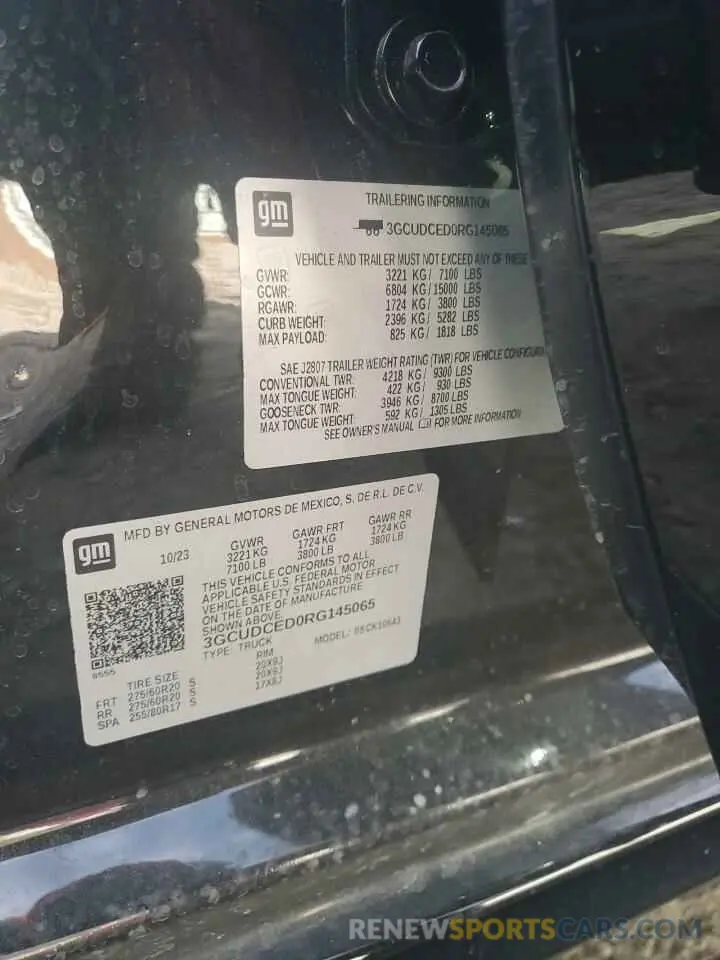 gm
TRAILERING INFORMATION
3GCUDCED0RG145065
VEHICLE AND TRAILER MUST NOT EXCEED ANY OF THESE
GVWR: 3221 KG/ 7100 LBS
GCWR: 6804 KG/15000 LBS
RGAWR: 1724 KG/ 3800 LBS
CURB WEIGHT: 2396 KG/ 5282 LBS
MAX PAYLOAD: 825 KG/ 1818 LBS
SAE J2807 TRAILER WEIGHT RATING (TWR) FOR VEHICLE
CONVENTIONAL TWR: 4218 KG/ 9300 LBS
MAX TONGUE WEIGHT: 422 KG/ 930 LBS
GOOSENECK TWR: 3946 KG/ 8700 LBS
MAX TONGUE WEIGHT: 592 KG/ 1305 LBS
SEE OWNER'S MANUAL FOR MORE INFORMATION
gm
MFD BY GENERAL MOTORS DE MEXICO, S. DE R.L. DE C.V.
10/23 GVWR GAWR FRT GAWR RR
3221 KG 1724 KG 1724 KG
7100 LB 3800 LB 3800 LB
THIS VEHICLE CONFORMS TO ALL
APPLICABLE U.S. FEDERAL MOTOR
VEHICLE SAFETY STANDARDS IN EFFECT
ON THE DATE OF MANUFACTURE
SHOWN ABOVE.
3GCUDCED0RG145065
TYPE: TRUCK MODEL:
TIRE SIZE RIM
FRT 275/60R20 S 20X9J
RR 275/60R20 S 20X9J
SPA 255/80R17 S 17X8J
RENEWSPORTSCARS.COM